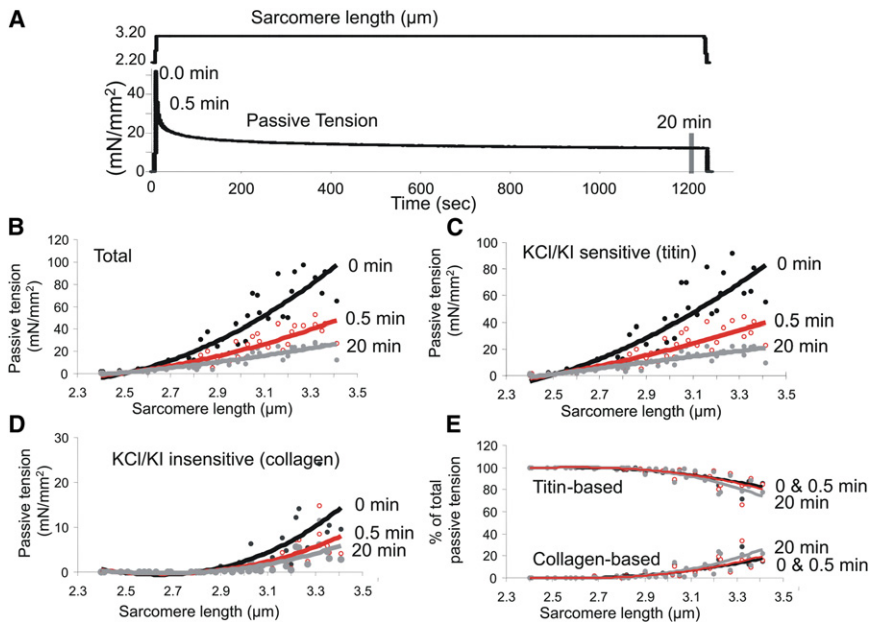 A
Sarcomere length (µm)
3.20
2.20
0.0 min
0.5 min
Passive Tension
20 min
(mN/mm²)
40
20
0
0 200 400 600 800 1000 1200
Time (sec)
B
Total
120
100
80
60
40
20
0
Passive tension
(mN/mm²)
0 min
0.5 min
20 min
2.3 2.5 2.7 2.9 3.1 3.3 3.5
Sarcomere length (µm)
C
KCl/KI sensitive (titin)
100
80
60
40
20
0
Passive tension
(mN/mm²)
0 min
0.5 min
20 min
2.3 2.5 2.7 2.9 3.1 3.3 3.5
Sarcomere length (µm)
D
KCl/KI insensitive (collagen)
30
20
10
0
Passive tension
(mN/mm²)
0 min
0.5 min
20 min
2.3 2.5 2.7 2.9 3.1 3.3 3.5
Sarcomere length (µm)
E
120
100
80
60
40
20
0
% of total
passive tension
Titin-based
0 & 0.5 min
20 min
Collagen-based
20 min
0 & 0.5 min
2.3 2.5 2.7 2.9 3.1 3.3 3.5
Sarcomere length (µm)